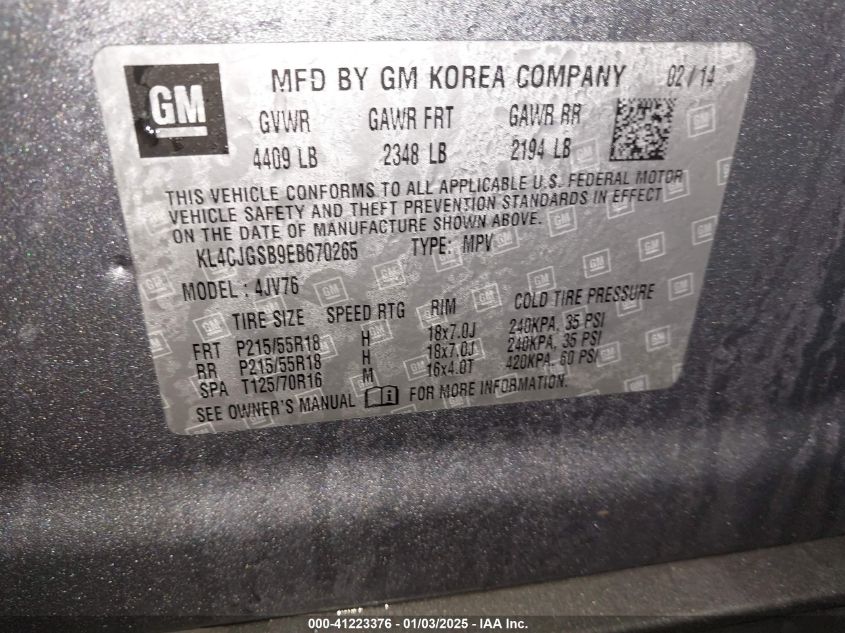 GM
MFD BY GM KOREA COMPANY 02/14
GVWR GAWR FRT GAWR RR
4409 LB 2348 LB 2194 LB
THIS VEHICLE CONFORMS TO ALL APPLICABLE U.S. FEDERAL MOTOR
VEHICLE SAFETY AND THEFT PREVENTION STANDARDS IN EFFECT
ON THE DATE OF MANUFACTURE SHOWN ABOVE.
KL4CJGSB9EB670265 TYPE: MPV
MODEL: 4JV76
TIRE SIZE SPEED RTG RIM COLD TIRE PRESSURE
FRT P215/55R18 H 18x7.0J 240KPA, 35 PSI
RR P215/55R18 H 18x7.0J 240KPA, 35 PSI
SPA T125/70R16 M 16x4.0T 420KPA, 60 PSI
SEE OWNER'S MANUAL FOR MORE INFORMATION.
000-41223376 - 01/03/2025 - IAA Inc.